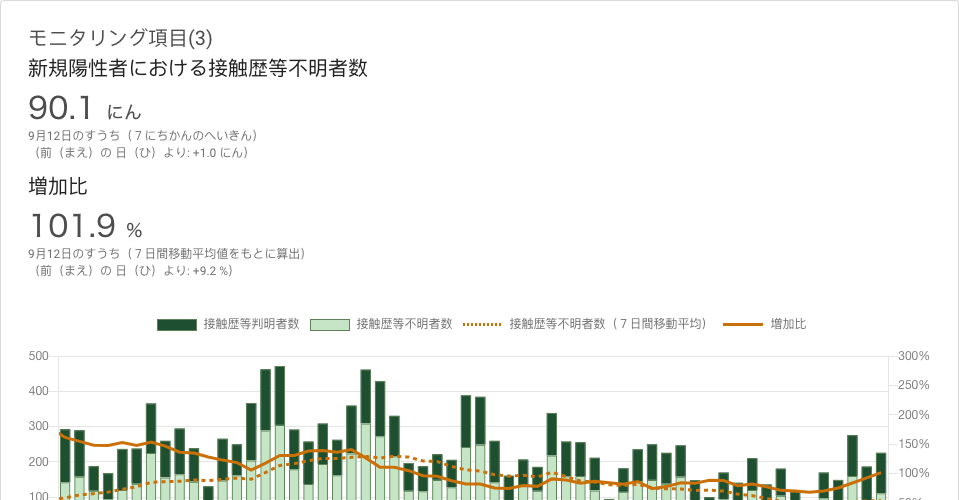 モニタリング項目(3)
新規陽性者における接触歴等不明者数
90.1 にん
9月12日のすうち（７にちかんのへいきん）
（前（まえ）の 日（ひ）より: +1.0 にん）
増加比
101.9 %
9月12日のすうち（７日間移動平均値をもとに算出）
（前（まえ）の 日（ひ）より: +9.2 %）
接触歴等判明者数 接触歴等不明者数 接触歴等不明者数（７日間移動平均） 増加比
500 300%
250%
400
200%
300
150%
200
100%
100